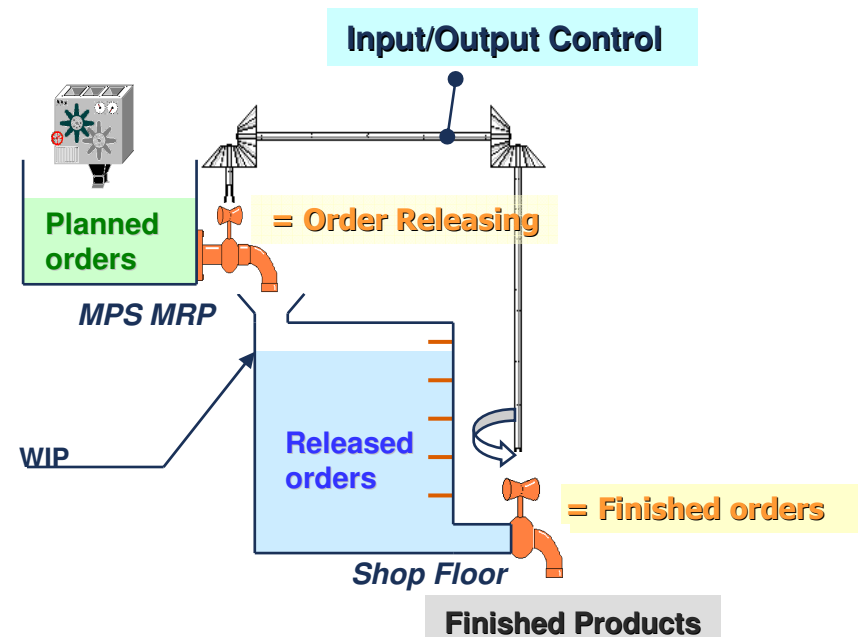 Input/Output Control
= Order Releasing
Planned
orders
MPS MRP
WIP
Released
orders
= Finished orders
Shop Floor
Finished Products